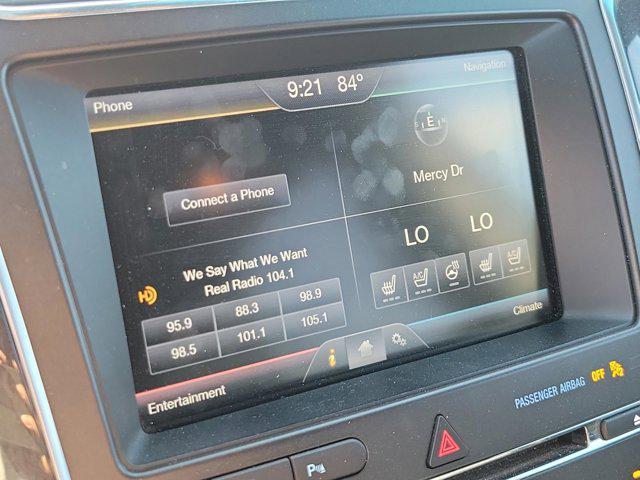 9:21 84°
Phone
Navigation
S E N
Connect a Phone
Mercy Dr
We Say What We Want
Real Radio 104.1
HD
LO LO
A/C A/C
95.9 88.3 98.9
98.5 101.1 105.1
i
Entertainment
Climate
PASSENGER AIRBAG OFF
P